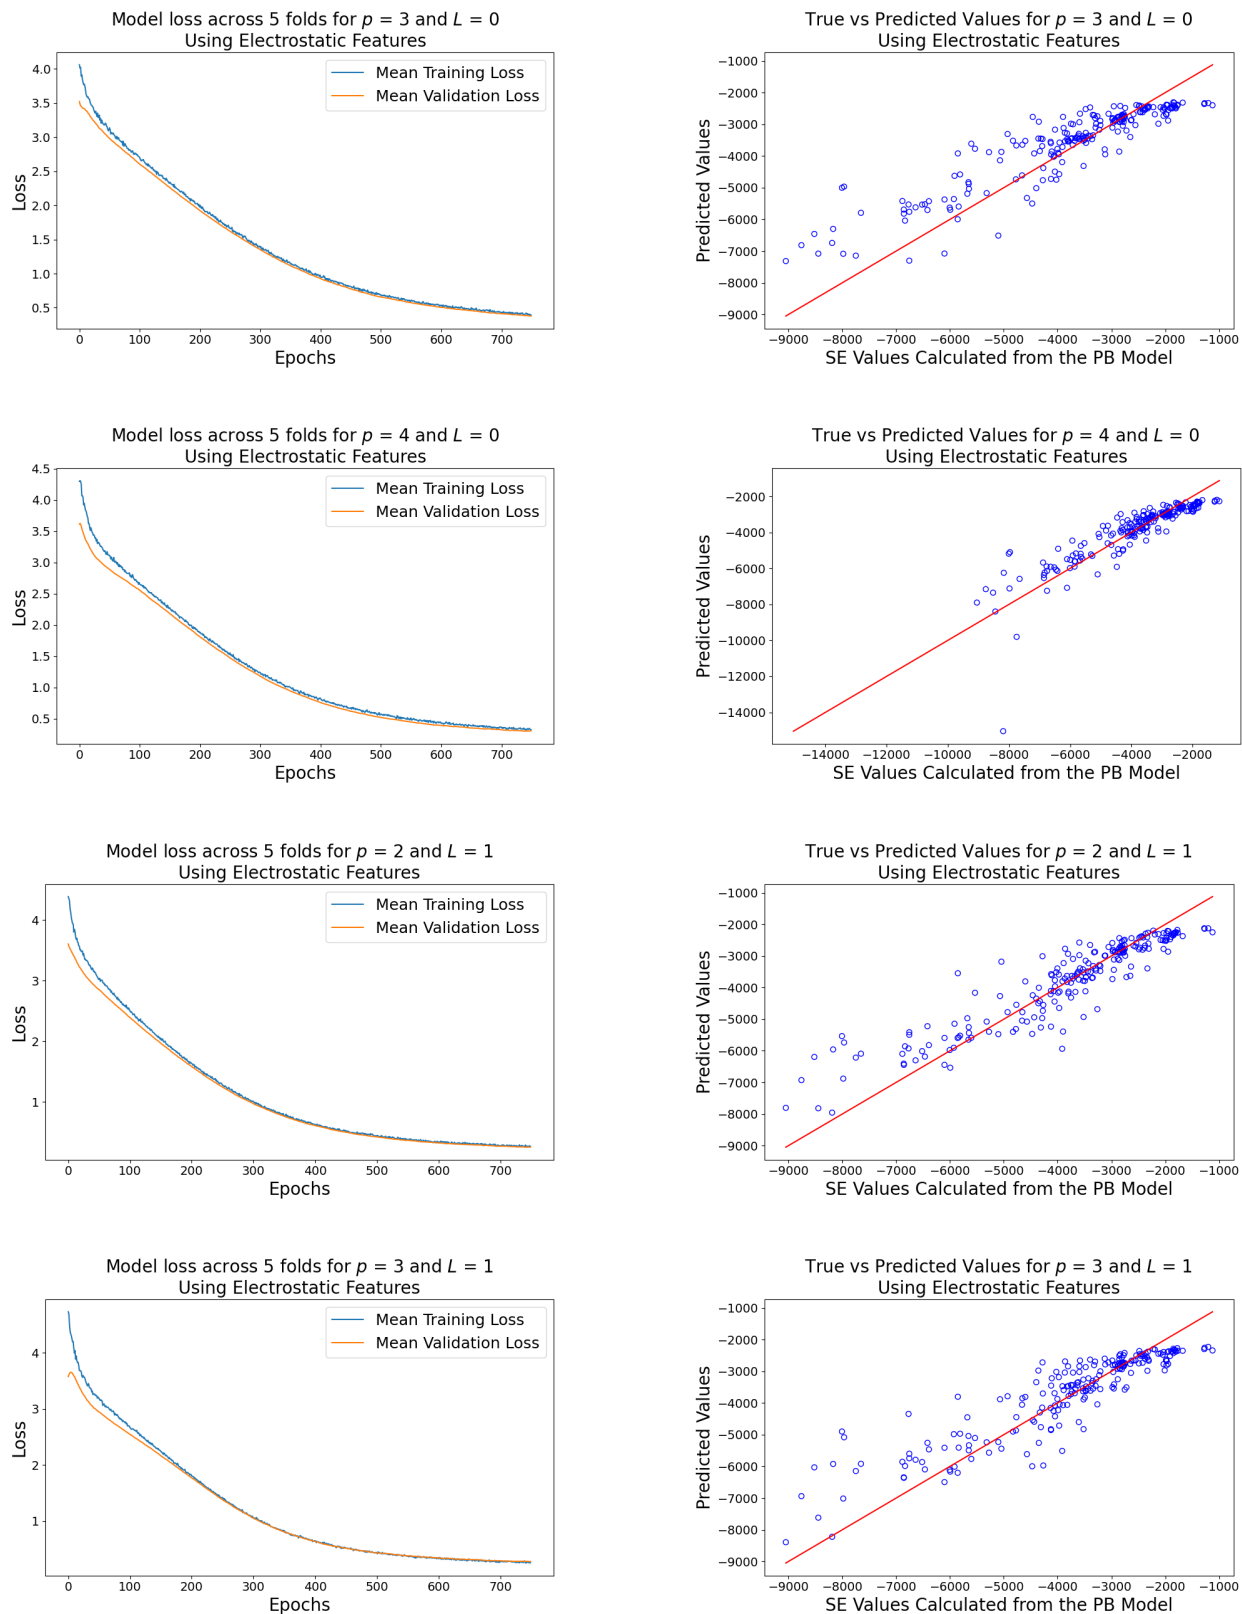 Model loss across 5 folds for p = 3 and L = 0
Using Electrostatic Features
Mean Training Loss
Mean Validation Loss
4.0
3.5
3.0
2.5
2.0
1.5
1.0
0.5
Loss
0 100 200 300 400 500 600 700
Epochs
True vs Predicted Values for p = 3 and L = 0
Using Electrostatic Features
−1000
−2000
−3000
−4000
−5000
−6000
−7000
−8000
−9000
Predicted Values
−9000 −8000 −7000 −6000 −5000 −4000 −3000 −2000 −1000
SE Values Calculated from the PB Model
Model loss across 5 folds for p = 4 and L = 0
Using Electrostatic Features
Mean Training Loss
Mean Validation Loss
4.5
4.0
3.5
3.0
2.5
2.0
1.5
1.0
0.5
Loss
0 100 200 300 400 500 600 700
Epochs
True vs Predicted Values for p = 4 and L = 0
Using Electrostatic Features
−2000
−4000
−6000
−8000
−10000
−12000
−14000
Predicted Values
−14000 −12000 −10000 −8000 −6000 −4000 −2000
SE Values Calculated from the PB Model
Model loss across 5 folds for p = 2 and L = 1
Using Electrostatic Features
Mean Training Loss
Mean Validation Loss
4
3
2
1
Loss
0 100 200 300 400 500 600 700
Epochs
True vs Predicted Values for p = 2 and L = 1
Using Electrostatic Features
−1000
−2000
−3000
−4000
−5000
−6000
−7000
−8000
−9000
Predicted Values
−9000 −8000 −7000 −6000 −5000 −4000 −3000 −2000 −1000
SE Values Calculated from the PB Model
Model loss across 5 folds for p = 3 and L = 1
Using Electrostatic Features
Mean Training Loss
Mean Validation Loss
4
3
2
1
Loss
0 100 200 300 400 500 600 700
Epochs
True vs Predicted Values for p = 3 and L = 1
Using Electrostatic Features
−1000
−2000
−3000
−4000
−5000
−6000
−7000
−8000
−9000
Predicted Values
−9000 −8000 −7000 −6000 −5000 −4000 −3000 −2000 −1000
SE Values Calculated from the PB Model